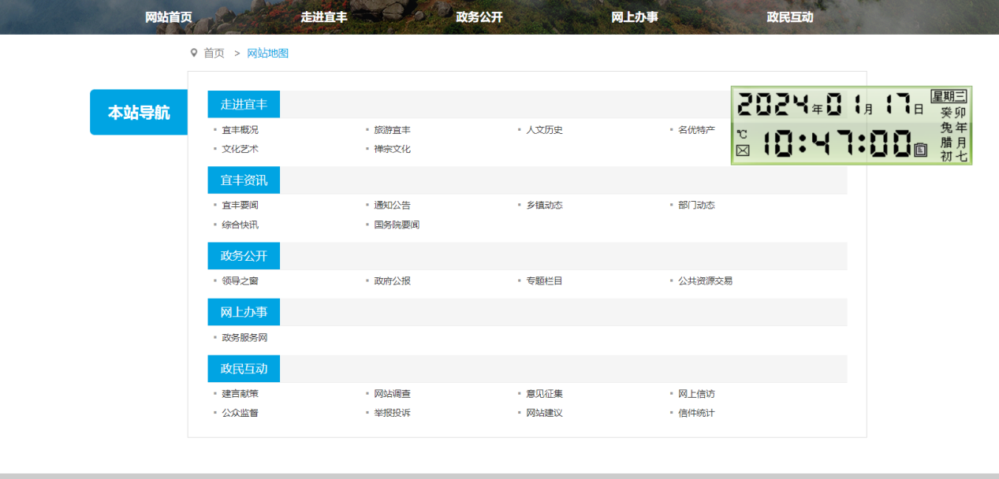 网站首页 走进宜丰 政务公开 网上办事 政民互动
首页 > 网站地图
本站导航
走进宜丰
宜丰概况 旅游宜丰 人文历史 名优特产
文化艺术 禅宗文化
2024年01月17日 星期三
℃ 10:47:00
癸卯
兔年
腊月
初七
宜丰资讯
宜丰要闻 通知公告 乡镇动态 部门动态
综合快讯 国务院要闻
政务公开
领导之窗 政府公报 专题栏目 公共资源交易
网上办事
政务服务网
政民互动
建言献策 网站调查 意见征集 网上信访
公众监督 举报投诉 网站建议 信件统计